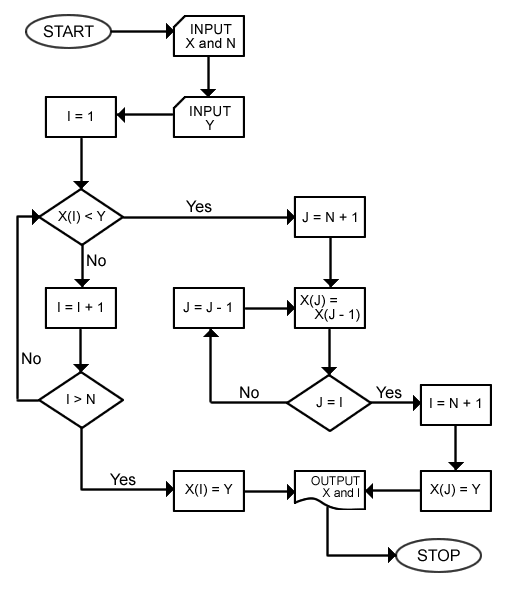 START
INPUT
X and N
I = 1
INPUT
Y
X(I) < Y
Yes
J = N + 1
No
I = I + 1
J = J - 1
X(J) =
X(J - 1)
No
I > N
No
J = I
Yes
I = N + 1
Yes
X(I) = Y
OUTPUT
X and I
X(J) = Y
STOP